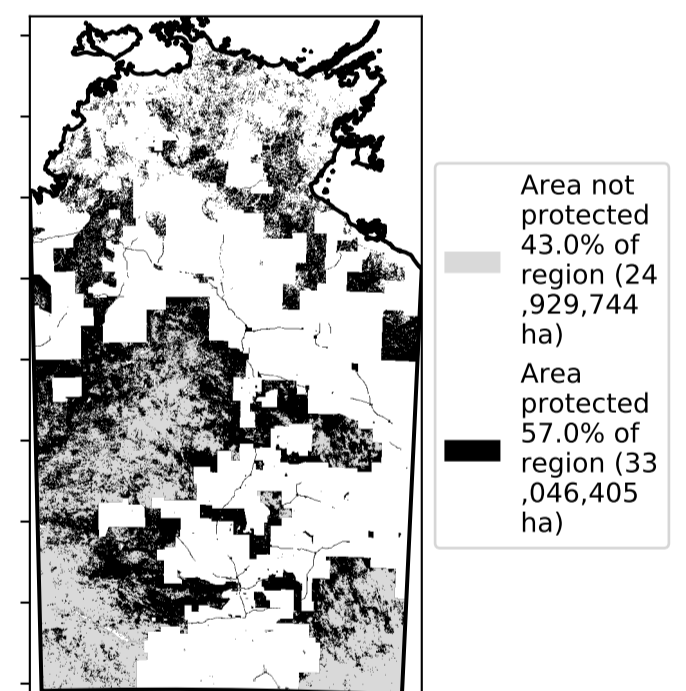 Area not
protected
43.0% of
region (24
,929,744
ha)
Area
protected
57.0% of
region (33
,046,405
ha)